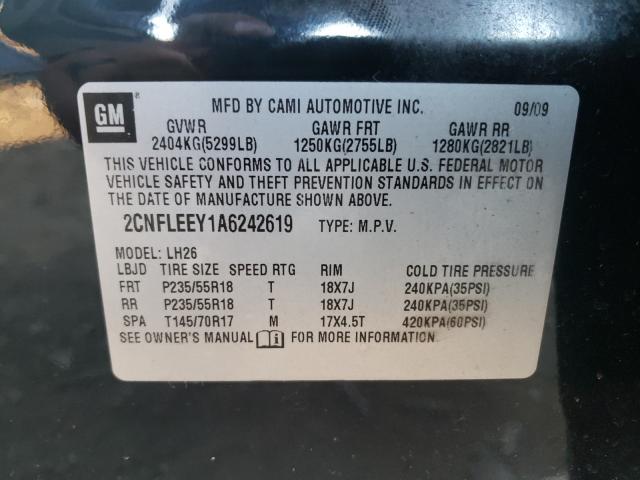 GM ® MFD BY CAMI AUTOMOTIVE INC. 09/09
GVWR GAWR FRT GAWR RR
2404KG(5299LB) 1250KG(2755LB) 1280KG(2821LB)
THIS VEHICLE CONFORMS TO ALL APPLICABLE U.S. FEDERAL MOTOR
VEHICLE SAFETY AND THEFT PREVENTION STANDARDS IN EFFECT ON
THE DATE OF MANUFACTURE SHOWN ABOVE.
2CNFLEEY1A6242619 TYPE: M.P.V.
MODEL: LH26
LBJD TIRE SIZE SPEED RTG RIM COLD TIRE PRESSURE
FRT P235/55R18 T 18X7J 240KPA(35PSI)
RR P235/55R18 T 18X7J 240KPA(35PSI)
SPA T145/70R17 M 17X4.5T 420KPA(60PSI)
SEE OWNER'S MANUAL FOR MORE INFORMATION